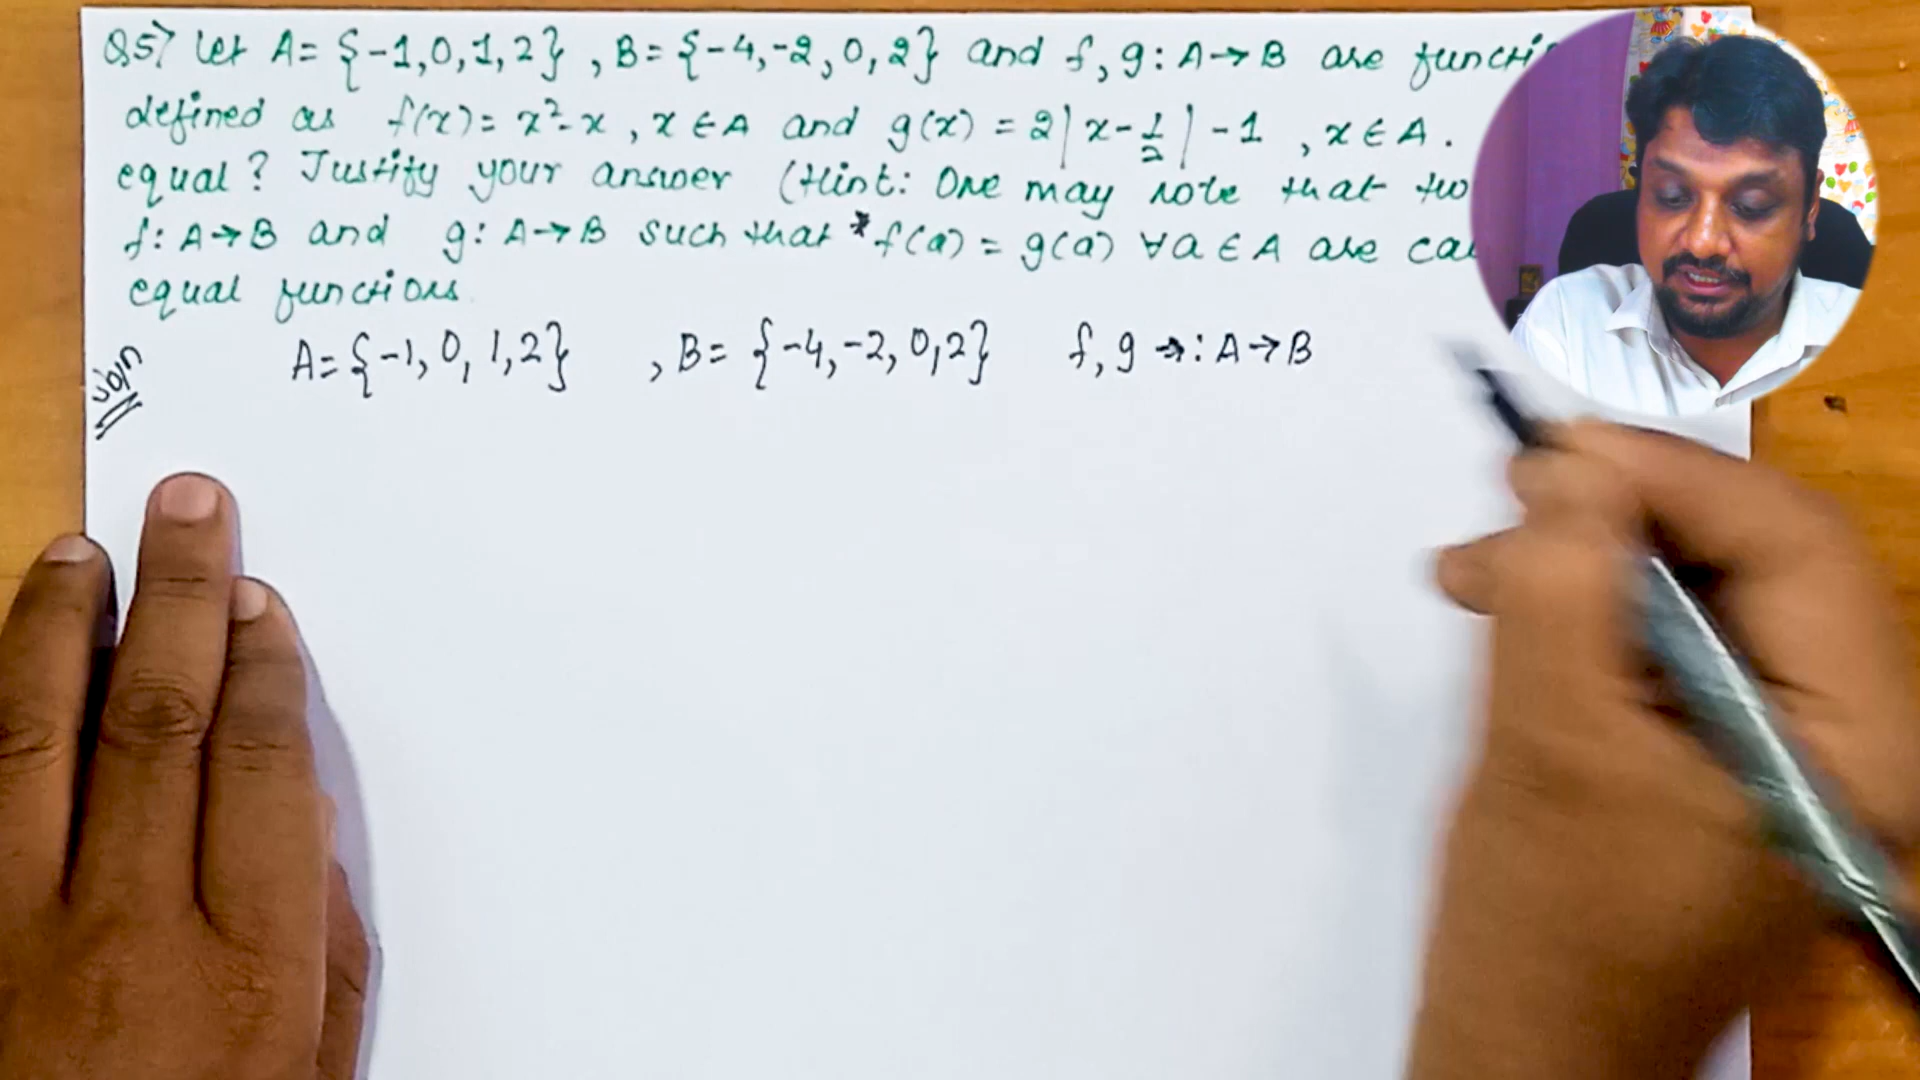 Q5) Let A = {-1,0,1,2} , B = {-4,-2,0,2} and f, g : A → B are functi
defined as f(x) = x² - x , x ∈ A and g(x) = 2|x - 1/2| - 1 , x ∈ A .
equal ? Justify your answer (Hint: One may note that two
f : A → B and g : A → B such that f(a) = g(a) ∀ a ∈ A are cal
equal functions
Soln A = {-1, 0, 1, 2} , B = {-4, -2, 0, 2} f, g : A → B